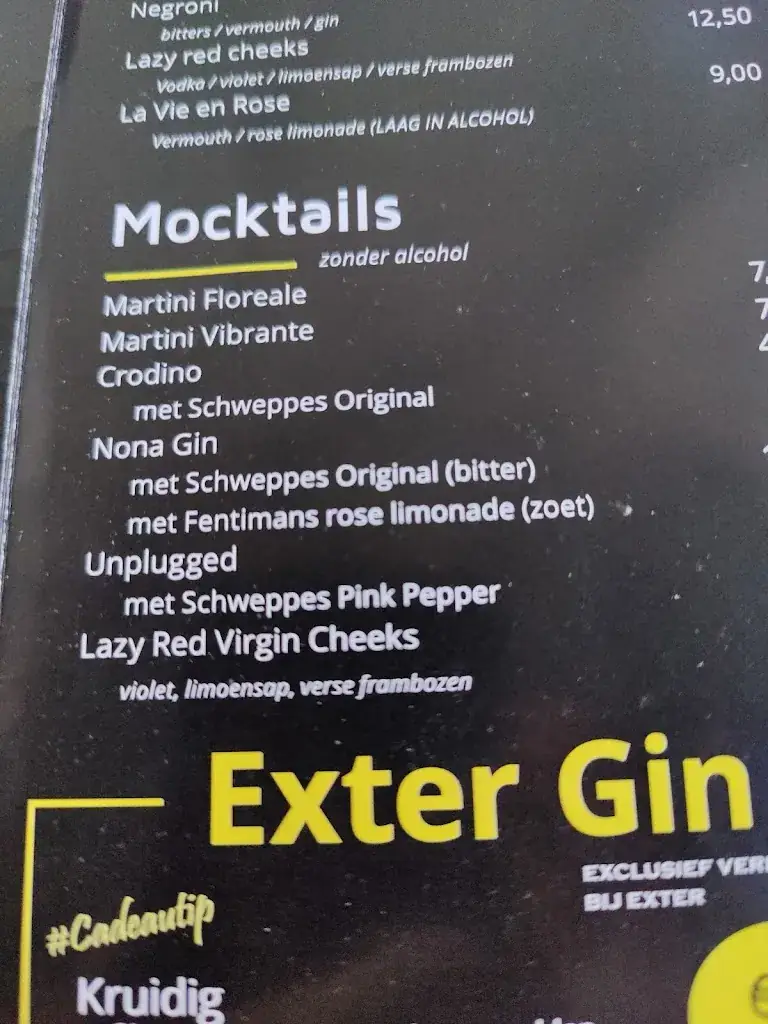 Negroni
bitters / vermouth / gin
12,50
Lazy red cheeks
Vodka / violet / limoensap / verse frambozen
9,00
La Vie en Rose
Vermouth / rose limonade (LAAG IN ALCOHOL)
Mocktails
zonder alcohol
Martini Floreale
7,
Martini Vibrante
7
Crodino
met Schweppes Original
Nona Gin
met Schweppes Original (bitter)
met Fentimans rose limonade (zoet)
Unplugged
met Schweppes Pink Pepper
Lazy Red Virgin Cheeks
violet, limoensap, verse frambozen
Exter Gin
EXCLUSIEF
BIJ EXTER
#Cadeautip
Kruidig